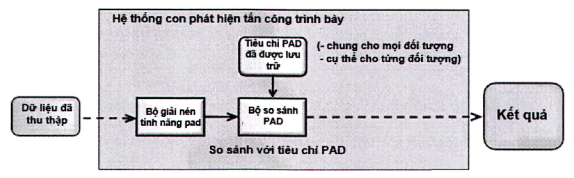 Hệ thống con phát hiện tấn công trình bày
Tiêu chí PAD
đã được lưu
trữ
(- chung cho mọi đối tượng
- cụ thể cho từng đối tượng)
Dữ liệu đã
thu thập
Bộ giải nén
tính năng pad
Bộ so sánh
PAD
Kết quả
So sánh với tiêu chí PAD